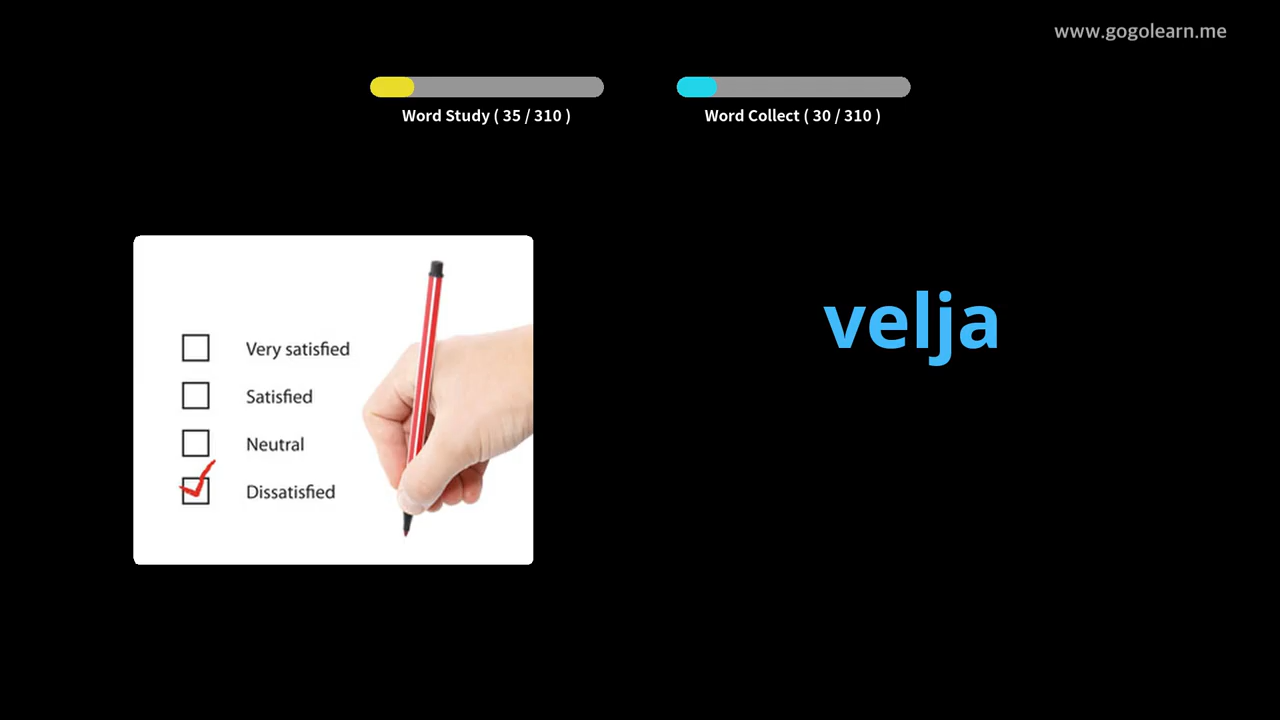 www.gogolearn.me
Word Study ( 35 / 310 )
Word Collect ( 30 / 310 )
velja
Very satisfied
Satisfied
Neutral
Dissatisfied